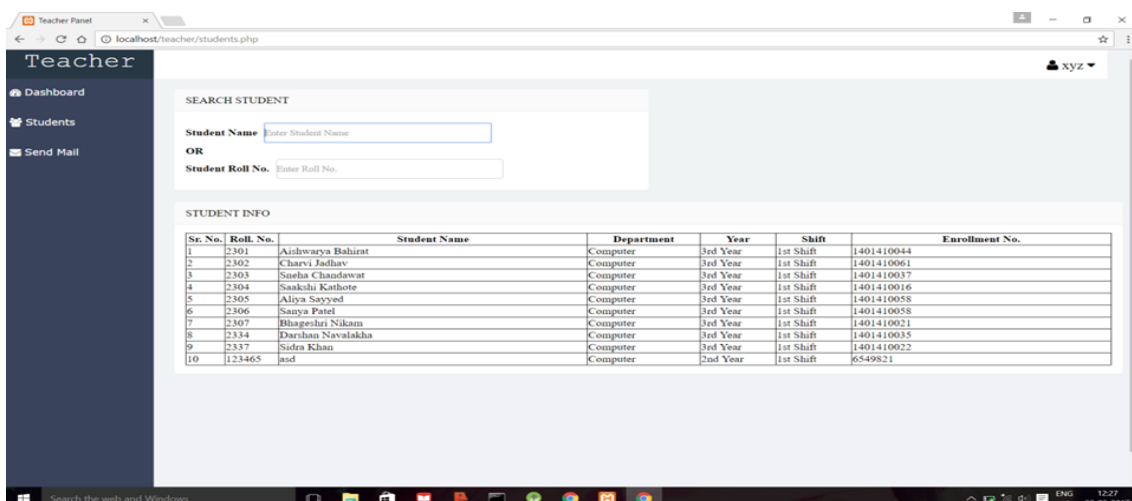 Teacher Panel
localhost/teacher/students.php
Teacher
xyz
Dashboard
Students
Send Mail
SEARCH STUDENT
Student Name Enter Student Name
OR
Student Roll No. Enter Roll No.
STUDENT INFO
Sr. No. Roll. No. Student Name Department Year Shift Enrollment No.
1 2301 Aishwarya Bahirat Computer 3rd Year 1st Shift 1401410044
2 2302 Charvi Jadhav Computer 3rd Year 1st Shift 1401410061
3 2303 Sneha Chandawat Computer 3rd Year 1st Shift 1401410037
4 2304 Saakshi Kathote Computer 3rd Year 1st Shift 1401410016
5 2305 Aliya Sayyed Computer 3rd Year 1st Shift 1401410058
6 2306 Sanya Patel Computer 3rd Year 1st Shift 1401410058
7 2307 Bhageshri Nikam Computer 3rd Year 1st Shift 1401410021
8 2334 Darshan Navalakha Computer 3rd Year 1st Shift 1401410035
9 2337 Sidra Khan Computer 3rd Year 1st Shift 1401410022
10 123465 asd Computer 2nd Year 1st Shift 6549821
Search the web and Windows
ENG 12:27